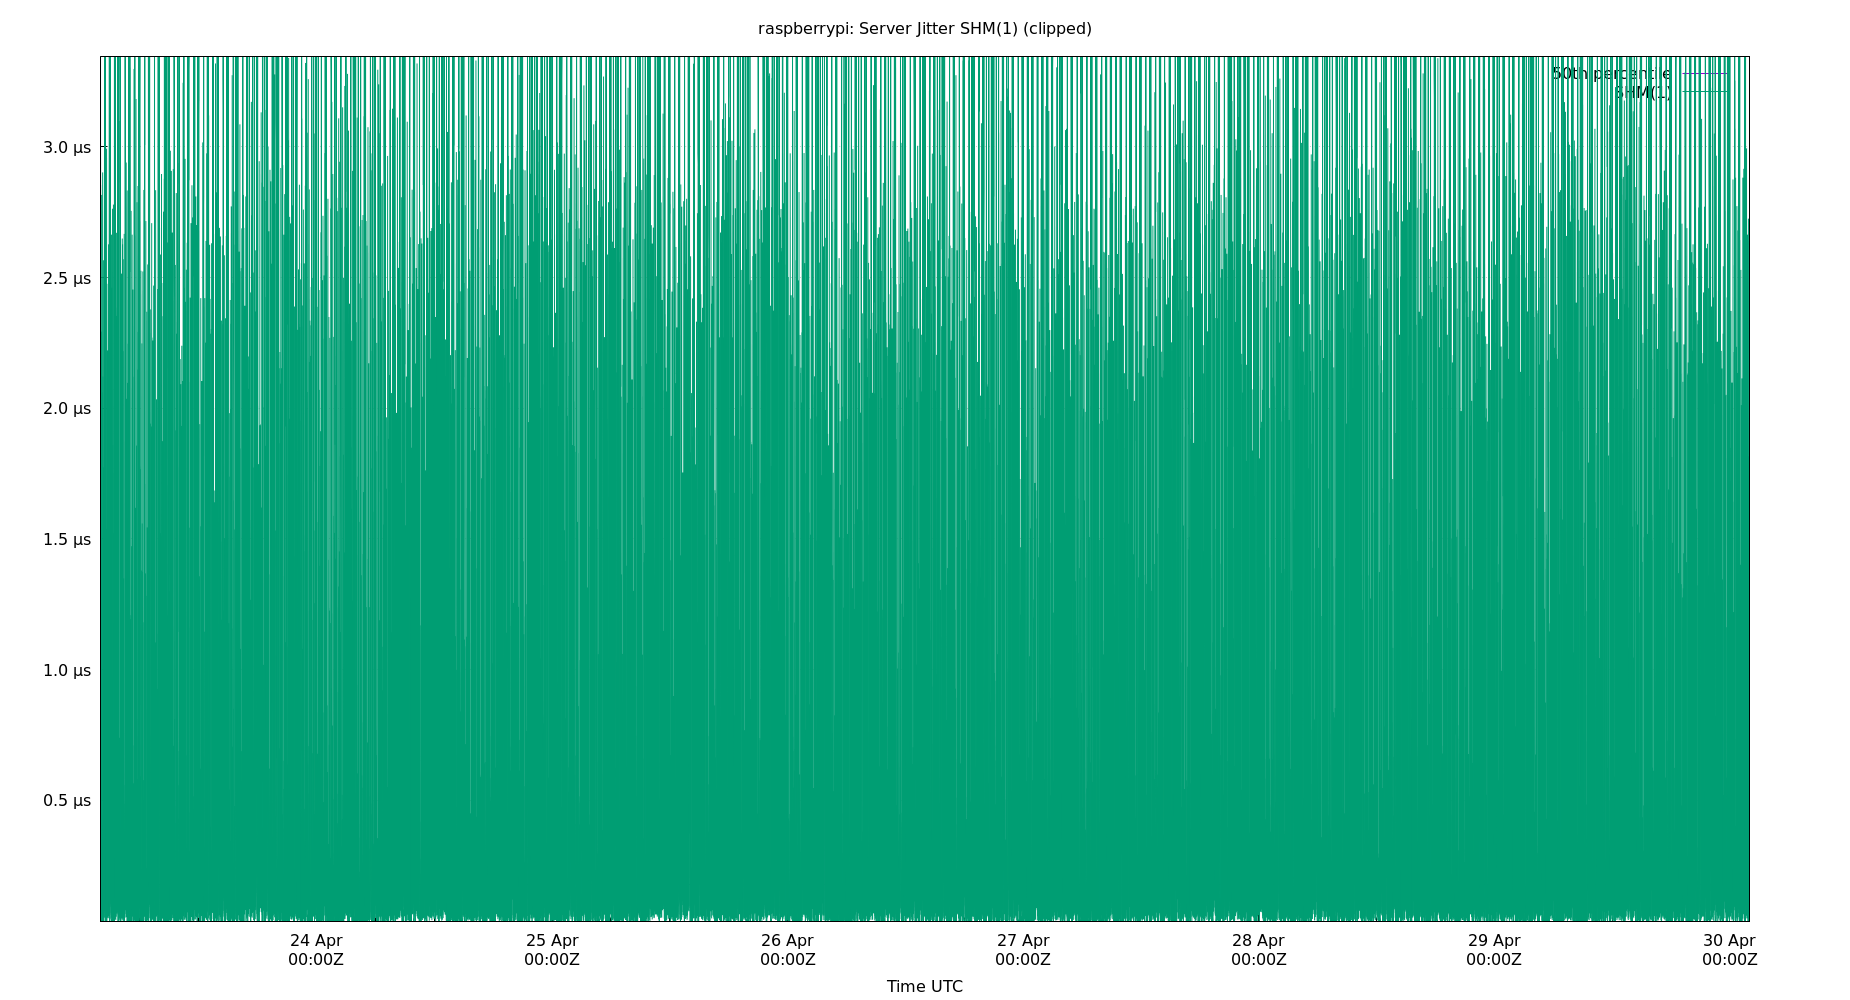 raspberrypi: Server Jitter SHM(1) (clipped)
50th percentile
SHM(1)
3.0 µs
2.5 µs
2.0 µs
1.5 µs
1.0 µs
0.5 µs
24 Apr 25 Apr 26 Apr 27 Apr 28 Apr 29 Apr 30 Apr
00:00Z 00:00Z 00:00Z 00:00Z 00:00Z 00:00Z 00:00Z
Time UTC